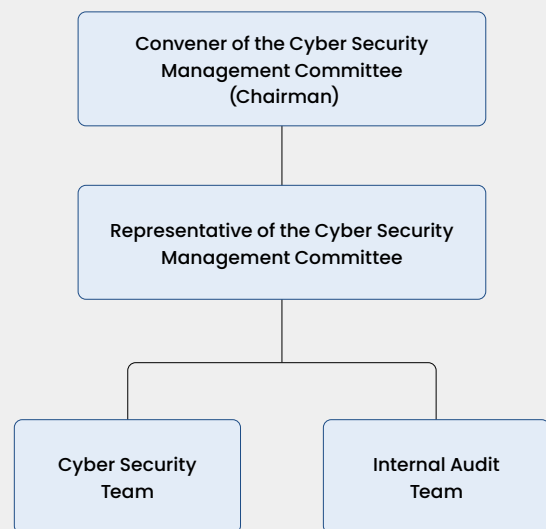 Convener of the Cyber Security
Management Committee
(Chairman)
Representative of the Cyber Security
Management Committee
Cyber Security
Team
Internal Audit
Team